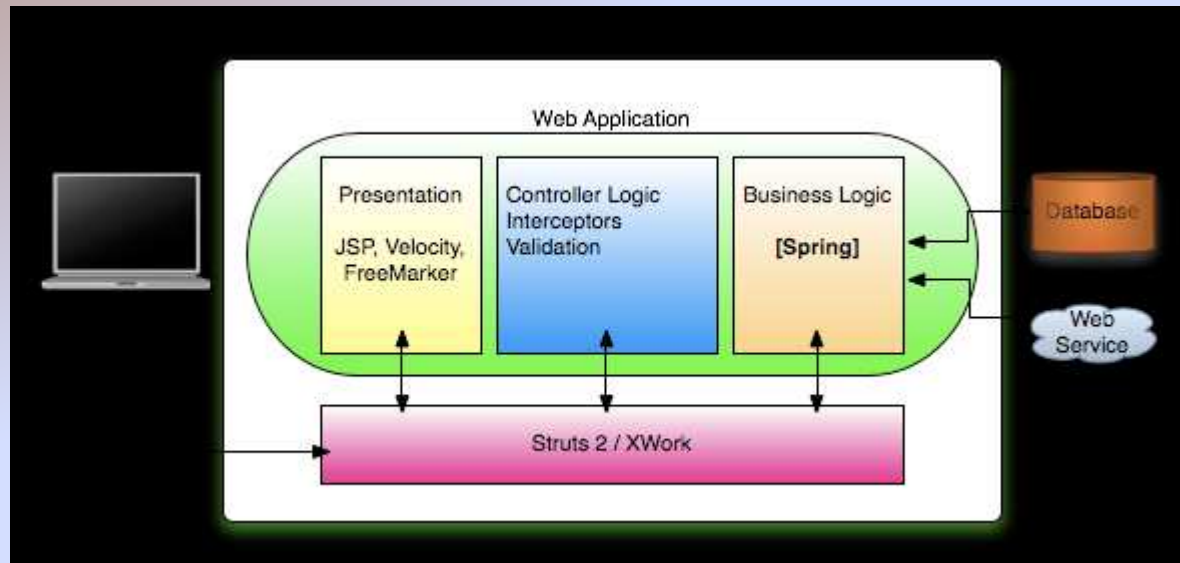 Web Application
Presentation
JSP, Velocity,
FreeMarker
Controller Logic
Interceptors
Validation
Business Logic
[Spring]
Database
Web
Service
Struts 2 / XWork